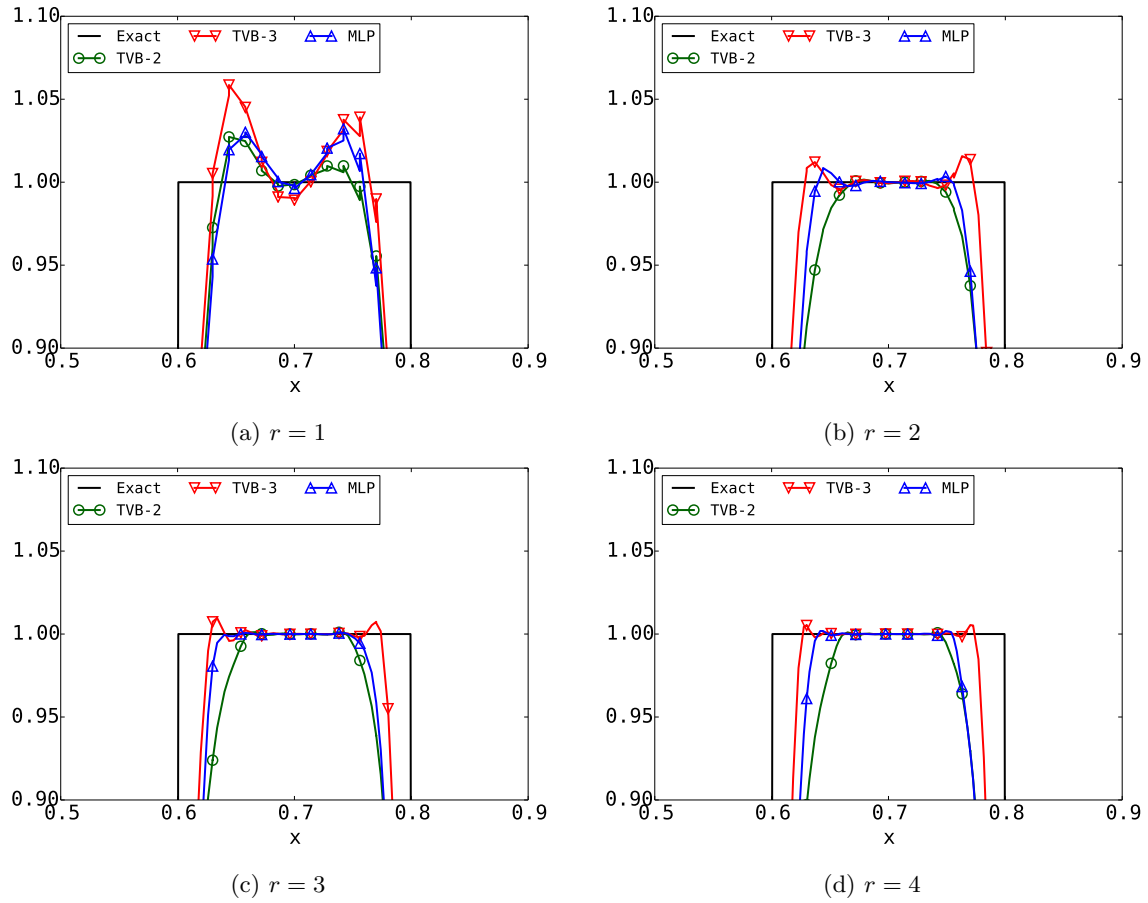 1.10
Exact TVB-3 MLP
TVB-2
1.05
1.00
0.95
0.90
0.5 0.6 0.7 0.8 0.9
x
(a) r = 1
1.10
Exact TVB-3 MLP
TVB-2
1.05
1.00
0.95
0.90
0.5 0.6 0.7 0.8 0.9
x
(b) r = 2
1.10
Exact TVB-3 MLP
TVB-2
1.05
1.00
0.95
0.90
0.5 0.6 0.7 0.8 0.9
x
(c) r = 3
1.10
Exact TVB-3 MLP
TVB-2
1.05
1.00
0.95
0.90
0.5 0.6 0.7 0.8 0.9
x
(d) r = 4